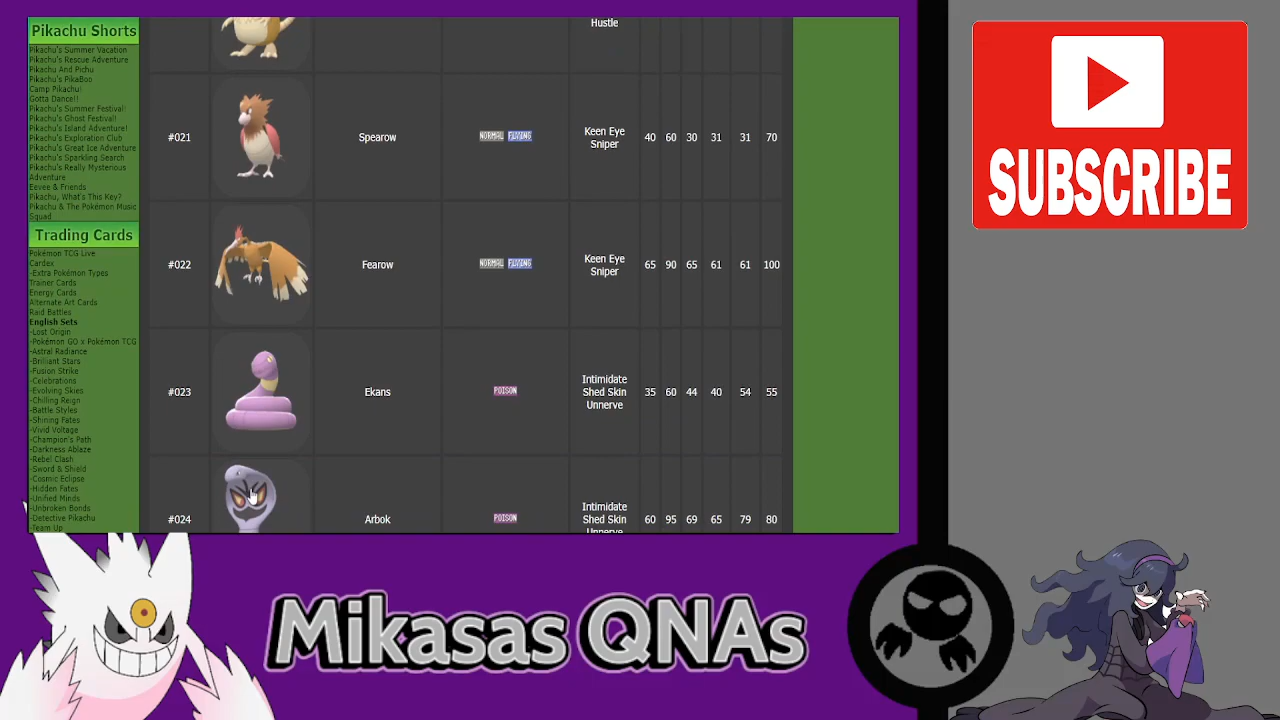 Pikachu Shorts
Pikachu's Summer Vacation
Pikachu's Rescue Adventure
Pikachu And Pichu
Pikachu's PikaBoo
Camp Pikachu!
Gotta Dance!!
Pikachu's Summer Festival!
Pikachu's Ghost Festival!
Pikachu's Island Adventure!
Pikachu's Exploration Club
Pikachu's Great Ice Adventure
Pikachu's Sparkling Search
Pikachu's Really Mysterious
Adventure
Eevee & Friends
Pikachu, What's This Key?
Pikachu & The Pokémon Music
Squad
Trading Cards
Pokémon TCG Live
Cardex
-Extra Pokémon Types
Trainer Cards
Energy Cards
Alternate Art Cards
Raid Battles
English Sets
-Lost Origin
-Pokémon GO x Pokémon TCG
-Astral Radiance
-Brilliant Stars
-Fusion Strike
-Celebrations
-Evolving Skies
-Chilling Reign
-Battle Styles
-Shining Fates
-Vivid Voltage
-Champion's Path
-Darkness Ablaze
-Rebel Clash
-Sword & Shield
-Cosmic Eclipse
-Hidden Fates
-Unified Minds
-Unbroken Bonds
-Detective Pikachu
-Team Up
Hustle
#021 Spearow NORMAL FLYING Keen Eye 40 60 30 31 31 70
Sniper
#022 Fearow NORMAL FLYING Keen Eye 65 90 65 61 61 100
Sniper
#023 Ekans POISON Intimidate 35 60 44 40 54 55
Shed Skin
Unnerve
#024 Arbok POISON Intimidate 60 95 69 65 79 80
Shed Skin
Unnerve
SUBSCRIBE
Mikasas QNAs